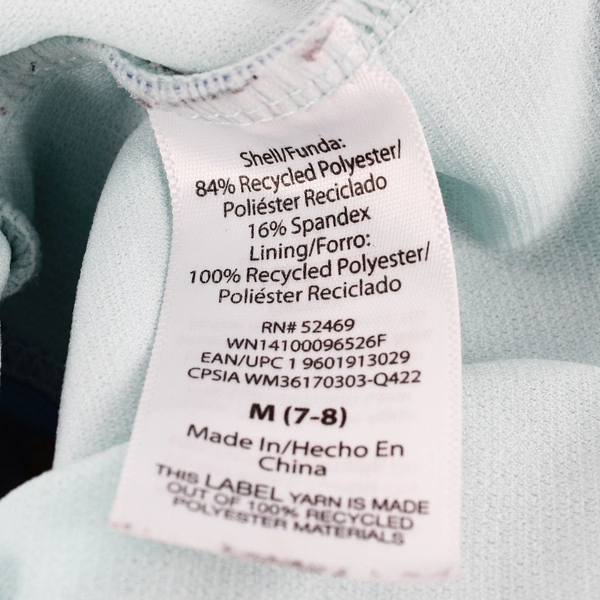 Shell/Funda:
84% Recycled Polyester/
Poliéster Reciclado
16% Spandex
Lining/Forro:
100% Recycled Polyester/
Poliéster Reciclado
RN# 52469
WN14100096526F
EAN/UPC 1 9601913029
CPSIA WM36170303-Q422
M (7-8)
Made In/Hecho En
China
THIS LABEL YARN IS MADE
OUT OF 100% RECYCLED
POLYESTER MATERIALS